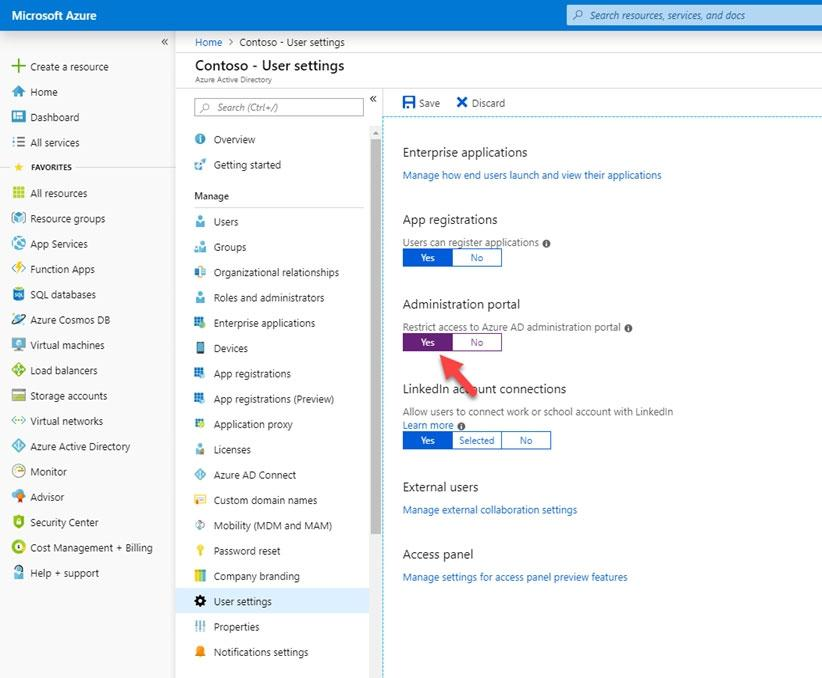 Microsoft Azure
Search resources, services, and docs
«
Create a resource
Home
Dashboard
All services
FAVORITES
All resources
Resource groups
App Services
Function Apps
SQL databases
Azure Cosmos DB
Virtual machines
Load balancers
Storage accounts
Virtual networks
Azure Active Directory
Monitor
Advisor
Security Center
Cost Management + Billing
Help + support
Home > Contoso - User settings
Contoso - User settings
Azure Active Directory
Search (Ctrl+/)
«
Overview
Getting started
Manage
Users
Groups
Organizational relationships
Roles and administrators
Enterprise applications
Devices
App registrations
App registrations (Preview)
Application proxy
Licenses
Azure AD Connect
Custom domain names
Mobility (MDM and MAM)
Password reset
Company branding
User settings
Properties
Notifications settings
Save Discard
Enterprise applications
Manage how end users launch and view their applications
App registrations
Users can register applications
Yes No
Administration portal
Restrict access to Azure AD administration portal
Yes No
LinkedIn account connections
Allow users to connect work or school account with LinkedIn
Learn more
Yes Selected No
External users
Manage external collaboration settings
Access panel
Manage settings for access panel preview features